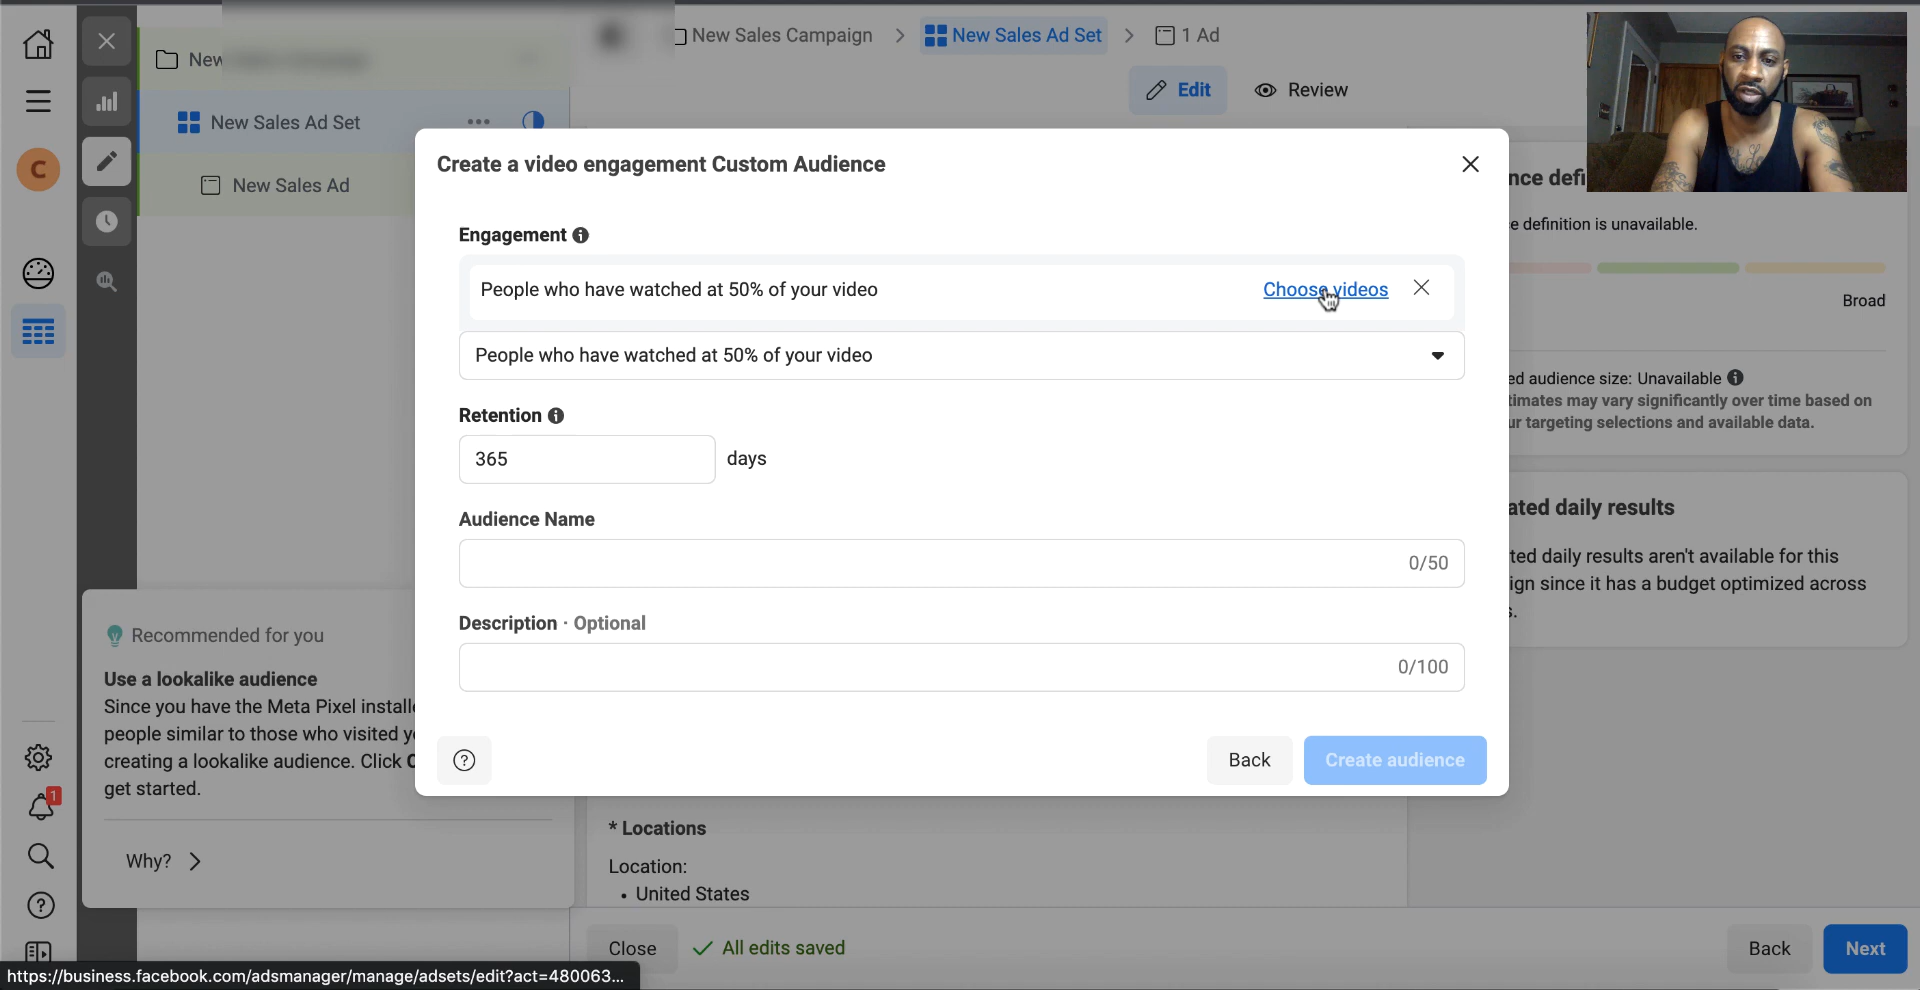 New Sales Campaign
New Sales Ad Set
1 Ad
New
Edit
Review
New Sales Ad Set
New Sales Ad
C
Create a video engagement Custom Audience
Engagement
People who have watched at 50% of your video
Choose videos
People who have watched at 50% of your video
Retention
365
days
Audience Name
0/50
Description · Optional
0/100
Back
Create audience
nce defi
e definition is unavailable.
Broad
ed audience size: Unavailable
timates may vary significantly over time based on
ur targeting selections and available data.
ated daily results
ted daily results aren't available for this
ign since it has a budget optimized across
s.
Recommended for you
Use a lookalike audience
Since you have the Meta Pixel install
people similar to those who visited y
creating a lookalike audience. Click C
get started.
Why?
1
* Locations
Location:
• United States
Close
All edits saved
Back
Next
https://business.facebook.com/adsmanager/manage/adsets/edit?act=480063...